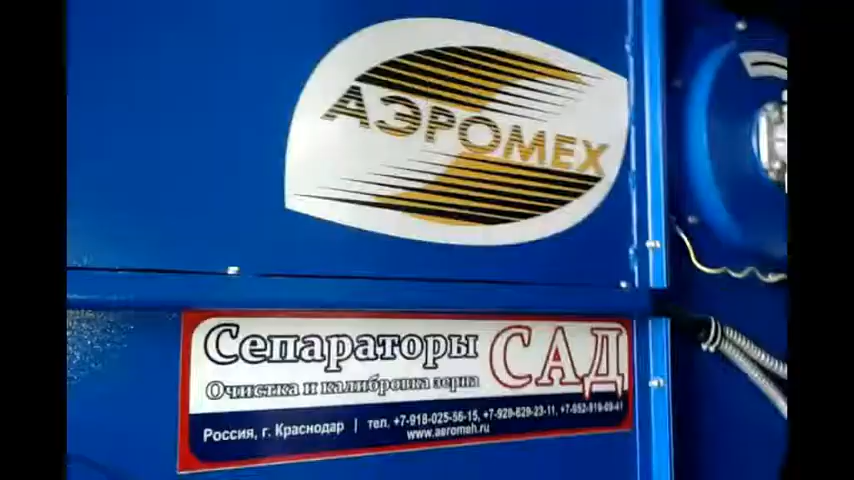 АЭРОМЕХ
Сепараторы САД
Очистка и калибровка зерна
Россия, г. Краснодар | тел. +7-918-025-56-15, +7-929-829-23-11, +7-952-919-09-41
www.aeromeh.ru